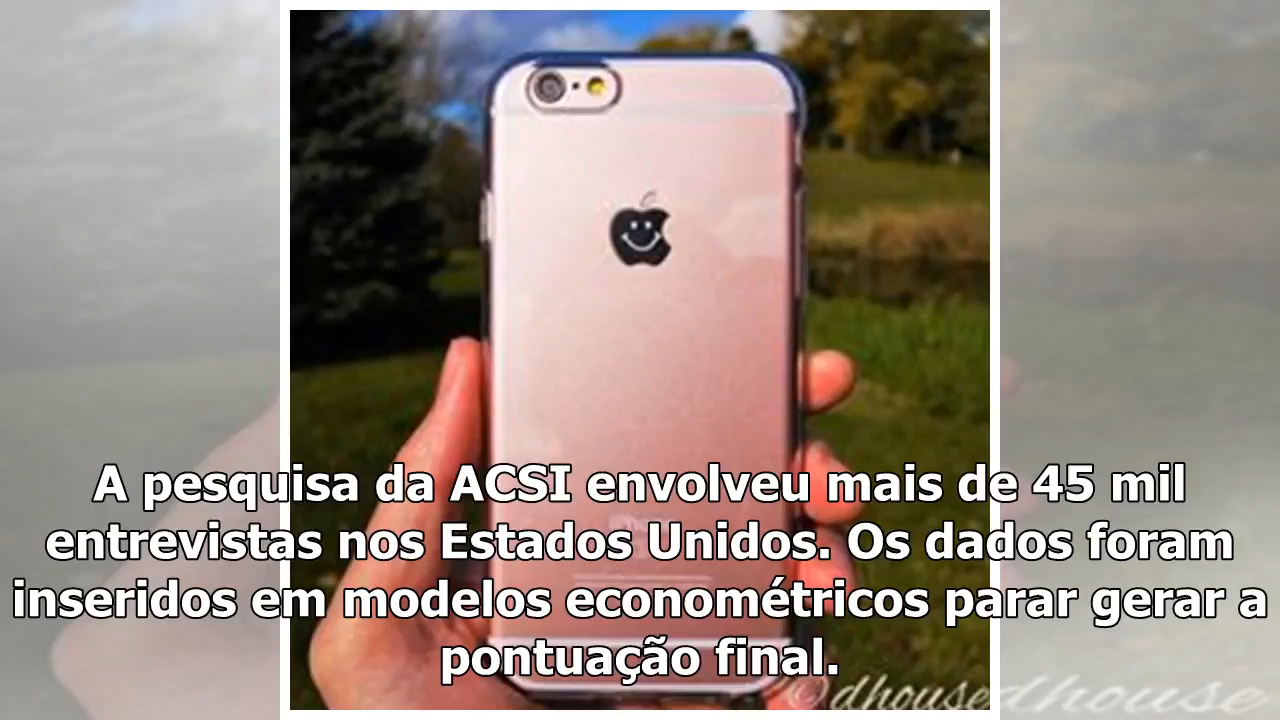 A pesquisa da ACSI envolveu mais de 45 mil
entrevistas nos Estados Unidos. Os dados foram
inseridos em modelos econométricos parar gerar a
pontuação final.
©dhousedhouse